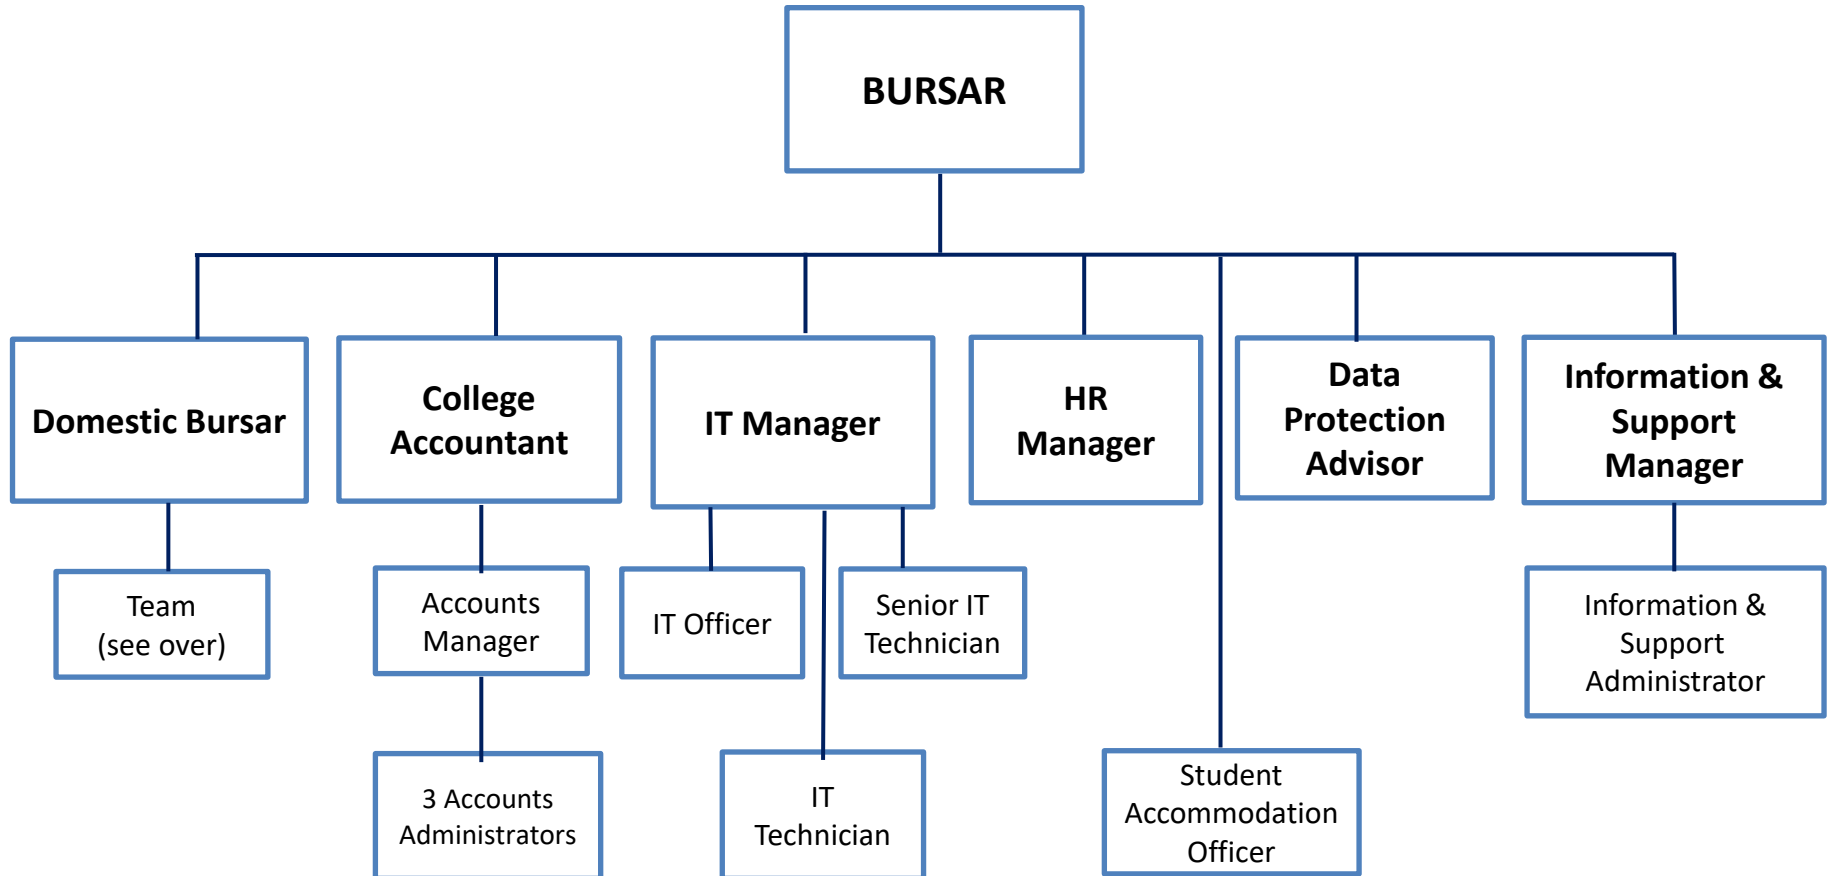 BURSAR
Domestic Bursar
College
Accountant
IT Manager
HR
Manager
Data
Protection
Advisor
Information &
Support
Manager
Team
(see over)
Accounts
Manager
IT Officer
Senior IT
Technician
Information &
Support
Administrator
3 Accounts
Administrators
IT
Technician
Student
Accommodation
Officer